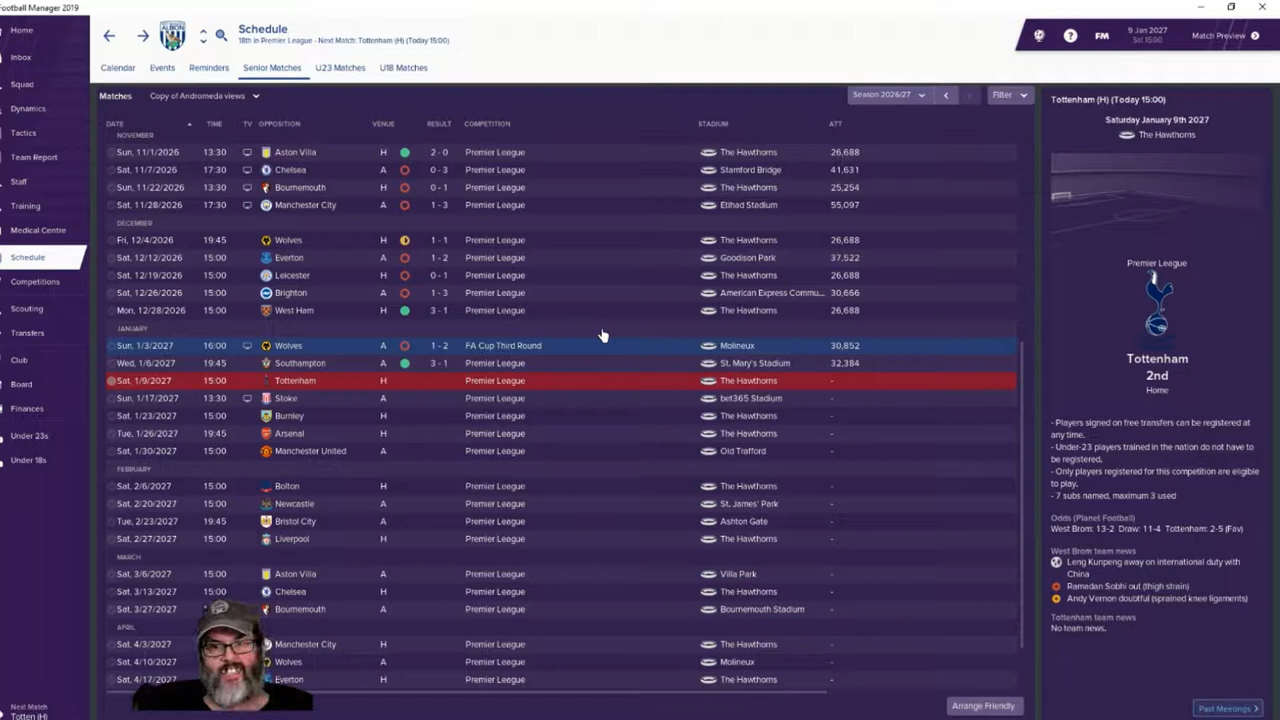 Football Manager 2019
Home
Inbox
Squad
Dynamics
Tactics
Team Report
Staff
Training
Medical Centre
Schedule
Competitions
Scouting
Transfers
Club
Board
Finances
Under 23s
Under 18s
Next Match
Totten (H)
ALBION
Schedule
18th in Premier League - Next Match: Tottenham (H) (Today 15:00)
FM
9 Jan 2027
Sat 15:00
Match Preview
Calendar Events Reminders Senior Matches U23 Matches U18 Matches
Matches Copy of Andromeda views Season 2026/27 Filter
DATE TIME TV OPPOSITION VENUE RESULT COMPETITION STADIUM ATT
NOVEMBER
Sun, 11/1/2026 13:30 Aston Villa H 2 - 0 Premier League The Hawthorns 26,688
Sat, 11/7/2026 17:30 Chelsea A 0 - 3 Premier League Stamford Bridge 41,631
Sun, 11/22/2026 13:30 Bournemouth H 0 - 1 Premier League The Hawthorns 25,254
Sat, 11/28/2026 17:30 Manchester City A 1 - 3 Premier League Etihad Stadium 55,097
DECEMBER
Fri, 12/4/2026 19:45 Wolves H 1 - 1 Premier League The Hawthorns 26,688
Sat, 12/12/2026 15:00 Everton A 1 - 2 Premier League Goodison Park 37,522
Sat, 12/19/2026 15:00 Leicester H 0 - 1 Premier League The Hawthorns 26,688
Sat, 12/26/2026 15:00 Brighton A 1 - 3 Premier League American Express Commu... 30,666
Mon, 12/28/2026 15:00 West Ham H 3 - 1 Premier League The Hawthorns 26,688
JANUARY
Sun, 1/3/2027 16:00 Wolves A 1 - 2 FA Cup Third Round Molineux 30,852
Wed, 1/6/2027 19:45 Southampton A 3 - 1 Premier League St. Mary's Stadium 32,384
Sat, 1/9/2027 15:00 Tottenham H Premier League The Hawthorns -
Sun, 1/17/2027 13:30 Stoke A Premier League bet365 Stadium -
Sat, 1/23/2027 15:00 Burnley H Premier League The Hawthorns -
Tue, 1/26/2027 19:45 Arsenal H Premier League The Hawthorns -
Sat, 1/30/2027 15:00 Manchester United A Premier League Old Trafford -
FEBRUARY
Sat, 2/6/2027 15:00 Bolton H Premier League The Hawthorns -
Sat, 2/20/2027 15:00 Newcastle A Premier League St. James' Park -
Tue, 2/23/2027 19:45 Bristol City A Premier League Ashton Gate -
Sat, 2/27/2027 15:00 Liverpool H Premier League The Hawthorns -
MARCH
Sat, 3/6/2027 15:00 Aston Villa A Premier League Villa Park -
Sat, 3/13/2027 15:00 Chelsea H Premier League The Hawthorns -
Sat, 3/27/2027 Bournemouth A Premier League Bournemouth Stadium -
APRIL
Sat, 4/3/2027 Manchester City H Premier League The Hawthorns -
Sat, 4/10/2027 Wolves A Premier League Molineux -
Sat, 4/17/2027 Everton H Premier League The Hawthorns -
Arrange Friendly
Tottenham (H) (Today 15:00)
Saturday January 9th 2027
The Hawthorns
Premier League
Tottenham
2nd
Home
- Players signed on free transfers can be registered at
any time.
- Under-23 players trained in the nation do not have to
be registered.
- Only players registered for this competition are eligible
to play.
- 7 subs named, maximum 3 used
Odds (Planet Football)
West Brom: 13-2 Draw: 11-4 Tottenham: 2-5 (Fav)
West Brom team news
Leng Kunpeng away on international duty with
China
Ramadan Sobhi out (thigh strain)
Andy Vernon doubtful (sprained knee ligaments)
Tottenham team news
No team news.
Past Meetings